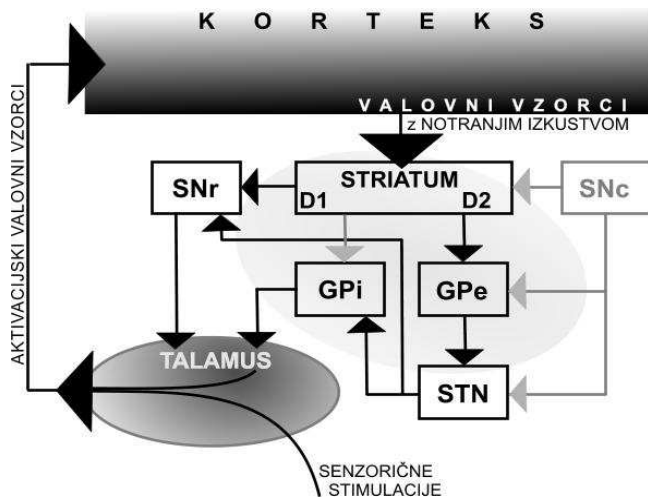 KORTEKS
VALOVNI VZORCI
z NOTRANJIM IZKUSTVOM
AKTIVACIJSKI VALOVNI VZORCI
SNr
STRIATUM
D1
D2
SNc
GPi
GPe
TALAMUS
STN
SENZORIČNE
STIMULACIJE